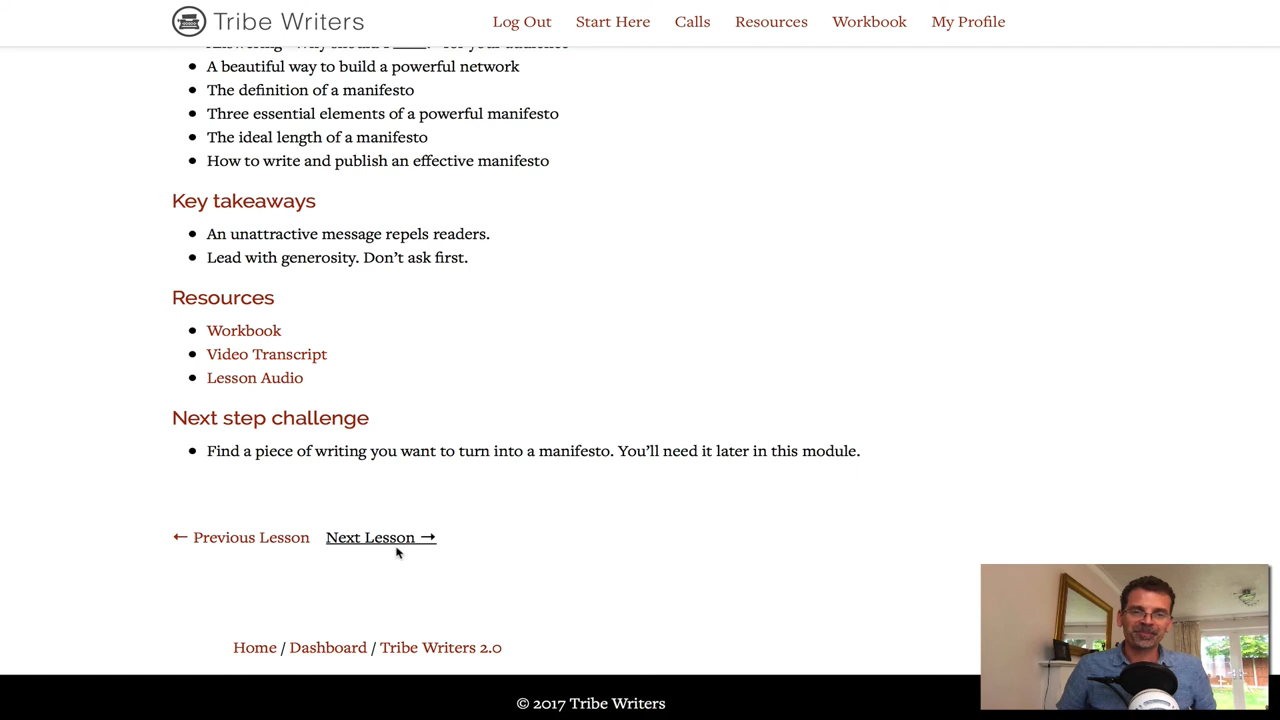 Tribe Writers
Log Out Start Here Calls Resources Workbook My Profile
A beautiful way to build a powerful network
The definition of a manifesto
Three essential elements of a powerful manifesto
The ideal length of a manifesto
How to write and publish an effective manifesto
Key takeaways
An unattractive message repels readers.
Lead with generosity. Don't ask first.
Resources
Workbook
Video Transcript
Lesson Audio
Next step challenge
Find a piece of writing you want to turn into a manifesto. You'll need it later in this module.
← Previous Lesson Next Lesson →
Home / Dashboard / Tribe Writers 2.0
© 2017 Tribe Writers